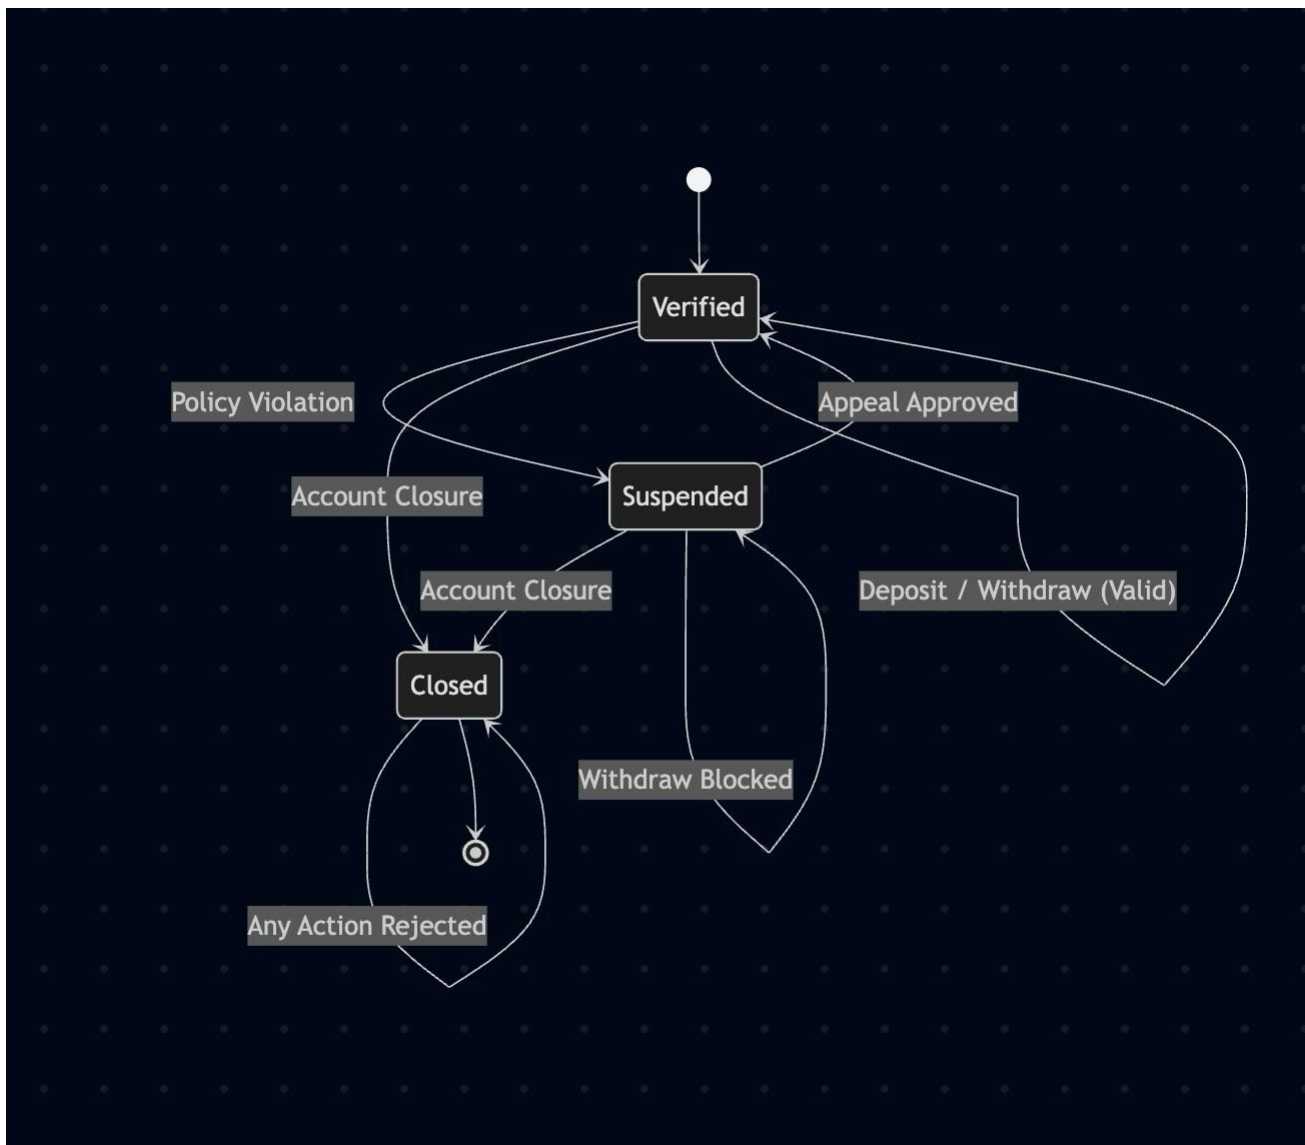 Verified
Policy Violation
Appeal Approved
Account Closure
Suspended
Account Closure
Deposit / Withdraw (Valid)
Closed
Withdraw Blocked
Any Action Rejected